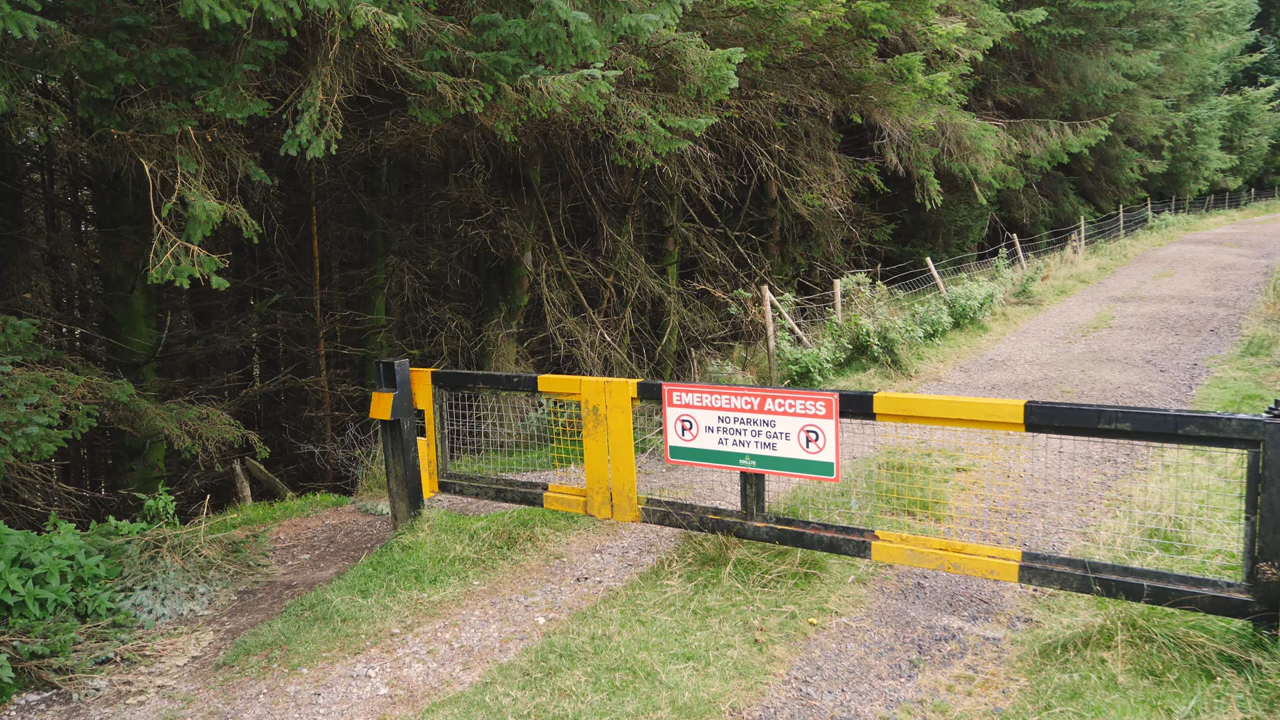 EMERGENCY ACCESS
NO PARKING
IN FRONT OF GATE
AT ANY TIME
P
P